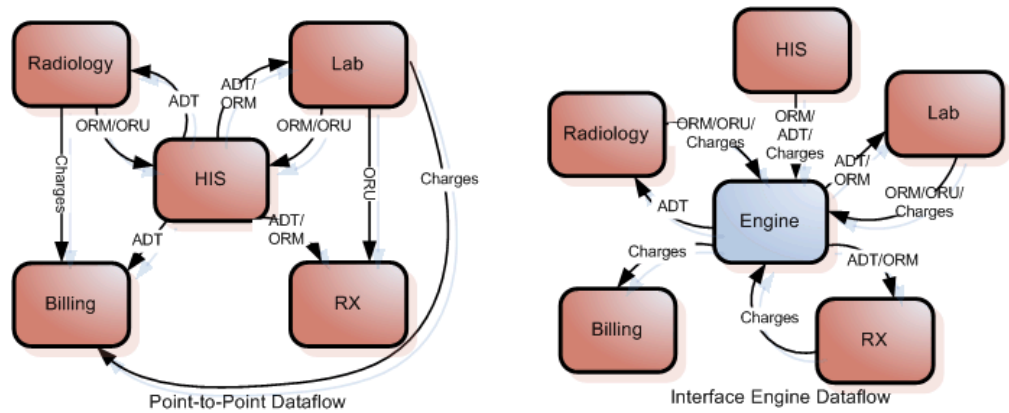 Radiology
Lab
ADT
ADT/
ORM
ORM/ORU
ORM/ORU
HIS
Charges
ORU
Charges
ADT
ADT/
ORM
Billing
RX
Point-to-Point Dataflow
HIS
Radiology
Lab
ORM/ORU/
Charges
ORM/
ADT/
Charges
ADT/
ORM
ORM/ORU/
Charges
ADT
Engine
Charges
ADT/ORM
Billing
Charges
RX
Interface Engine Dataflow